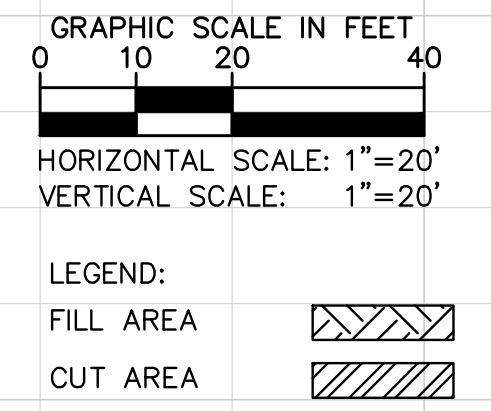 GRAPHIC SCALE IN FEET
0 10 20 40
HORIZONTAL SCALE: 1"=20'
VERTICAL SCALE: 1"=20'
LEGEND:
FILL AREA
CUT AREA